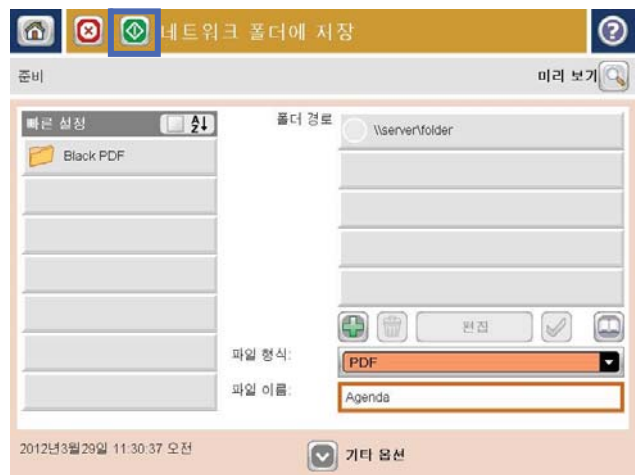 네트워크 폴더에 저장
준비
미리 보기
빠른 설정
폴더 경로
\\server\folder
Black PDF
편집
파일 형식:
PDF
파일 이름:
Agenda
2012년3월29일 11:30:37 오전
기타 옵션